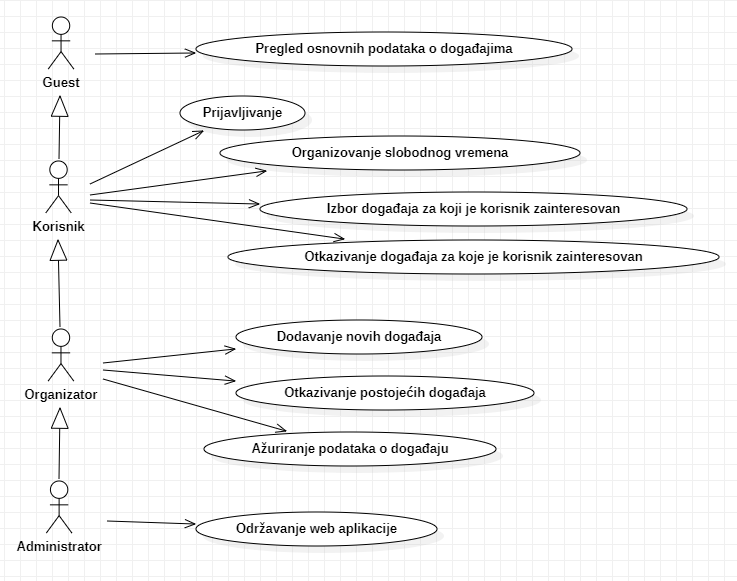 Pregled osnovnih podataka o događajima
Guest
Prijavljivanje
Organizovanje slobodnog vremena
Izbor događaja za koji je korisnik zainteresovan
Korisnik
Otkazivanje događaja za koje je korisnik zainteresovan
Dodavanje novih događaja
Otkazivanje postojećih događaja
Organizator
Ažuriranje podataka o događaju
Održavanje web aplikacije
Administrator